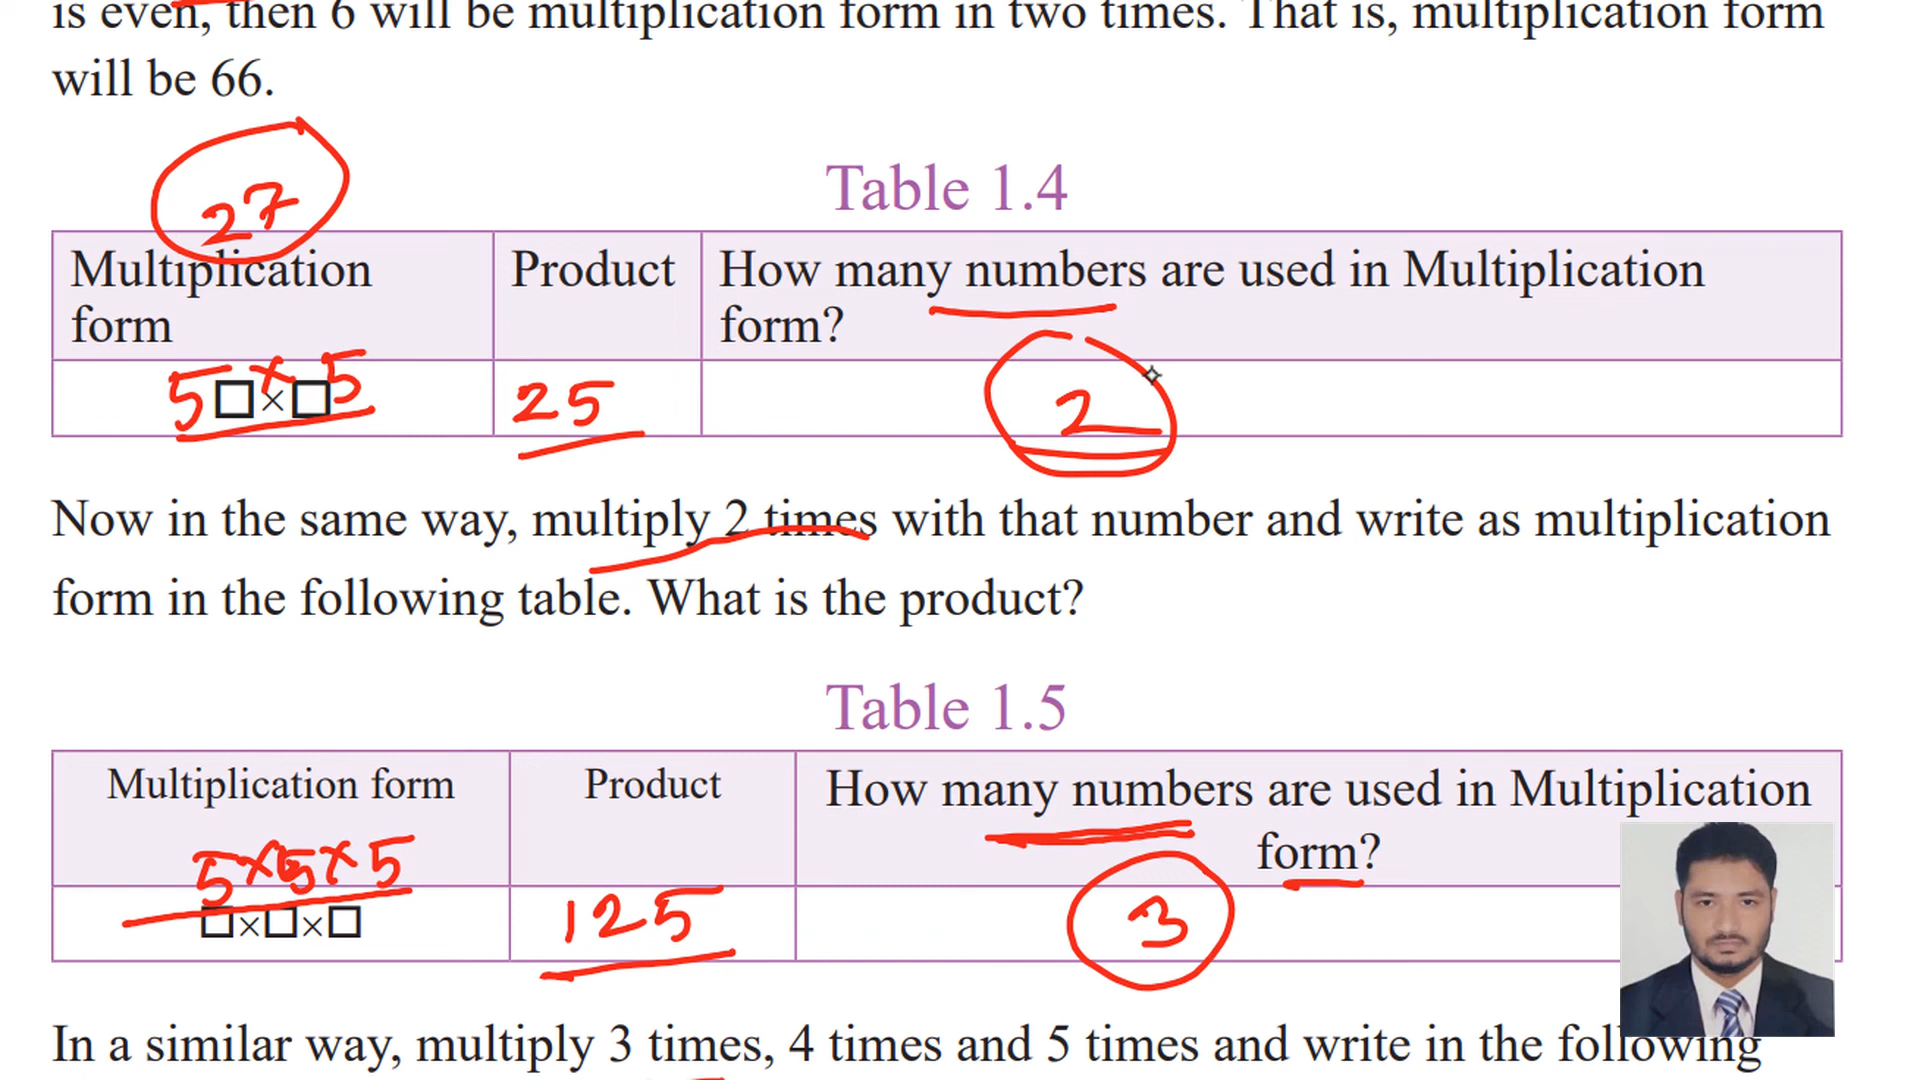 is even, then 6 will be multiplication form in two times. That is, multiplication form
will be 66.
27
Table 1.4
Multiplication form
Product
How many numbers are used in Multiplication form?
5□×□5
×
25
2
Now in the same way, multiply 2 times with that number and write as multiplication
form in the following table. What is the product?
Table 1.5
Multiplication form
Product
How many numbers are used in Multiplication
form?
5×5×5
□×□×□
125
3
In a similar way, multiply 3 times, 4 times and 5 times and write in the following